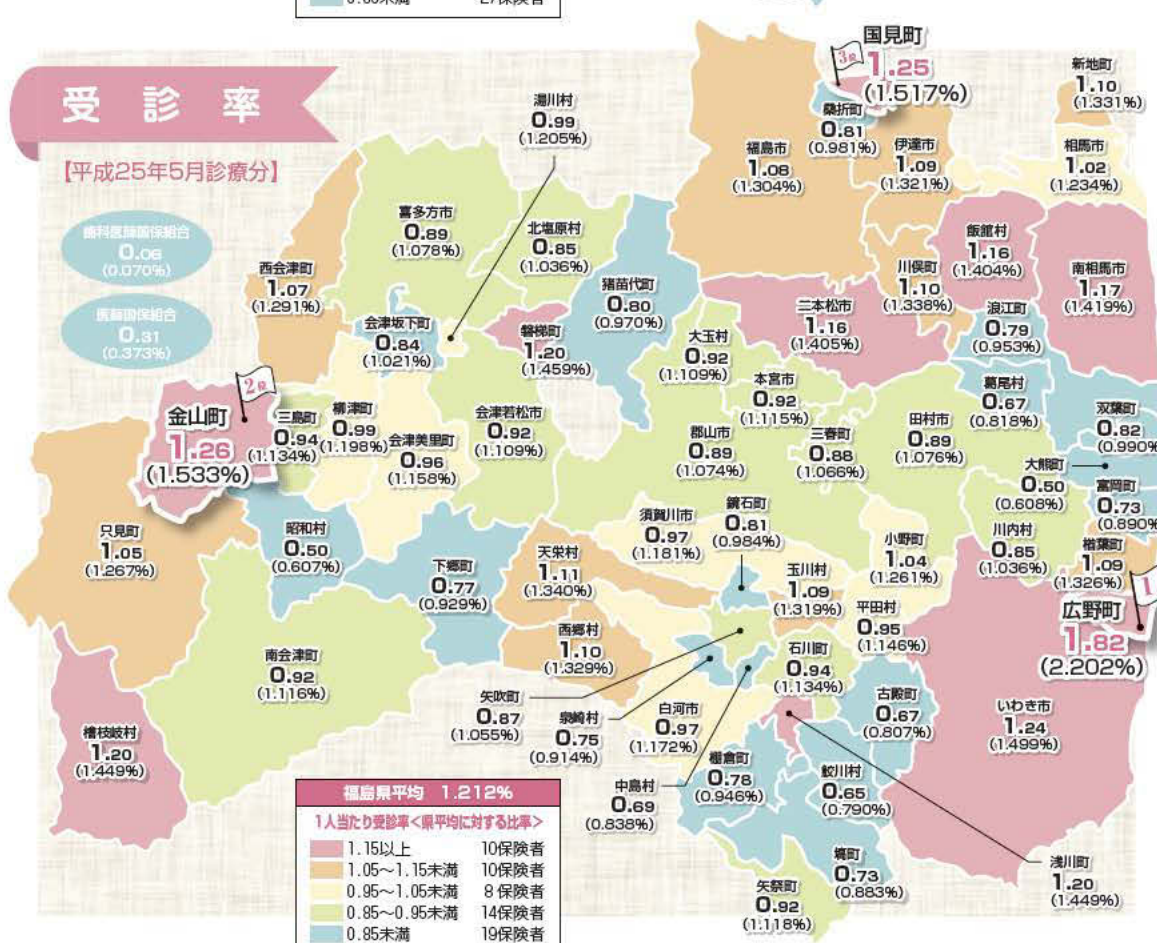 0.85未満 27保険者
受診率
【平成25年5月診療分】
歯科医師国保組合
0.06
(0.070%)
医師国保組合
0.31
(0.373%)
3位
国見町
1.25
(1.517%)
新地町
1.10
(1.331%)
湯川村
0.99
(1.205%)
桑折町
0.81
(0.981%)
福島市
1.08
(1.304%)
伊達市
1.09
(1.321%)
相馬市
1.02
(1.234%)
喜多方市
0.89
(1.078%)
北塩原村
0.85
(1.036%)
飯館村
1.16
(1.404%)
西会津町
1.07
(1.291%)
猪苗代町
0.80
(0.970%)
川俣町
1.10
(1.338%)
南相馬市
1.17
(1.419%)
二本松市
1.16
(1.405%)
浪江町
0.79
(0.953%)
会津坂下町
0.84
(1.021%)
磐梯町
1.20
(1.459%)
大玉村
0.92
(1.109%)
本宮市
0.92
(1.115%)
葛尾村
0.67
(0.818%)
双葉町
0.82
(0.990%)
2位
金山町
1.26
(1.533%)
三島町
0.94
(1.134%)
柳津町
0.99
(1.198%)
会津美里町
0.96
(1.158%)
会津若松市
0.92
(1.109%)
郡山市
0.89
(1.074%)
三春町
0.88
(1.066%)
田村市
0.89
(1.076%)
大熊町
0.50
(0.608%)
富岡町
0.73
(0.890%)
只見町
1.05
(1.267%)
昭和村
0.50
(0.607%)
下郷町
0.77
(0.929%)
天栄村
1.11
(1.340%)
須賀川市
0.97
(1.181%)
鏡石町
0.81
(0.984%)
玉川村
1.09
(1.319%)
小野町
1.04
(1.261%)
川内村
0.85
(1.036%)
楢葉町
1.09
(1.326%)
1
広野町
1.82
(2.202%)
平田村
0.95
(1.146%)
西郷村
1.10
(1.329%)
石川町
0.94
(1.134%)
南会津町
0.92
(1.116%)
矢吹町
0.87
(1.055%)
泉崎村
0.75
(0.914%)
白河市
0.97
(1.172%)
古殿町
0.67
(0.807%)
いわき市
1.24
(1.499%)
檜枝岐村
1.20
(1.449%)
中島村
0.69
(0.838%)
棚倉町
0.78
(0.946%)
鮫川村
0.65
(0.790%)
塙町
0.73
(0.883%)
矢祭町
0.92
(1.118%)
浅川町
1.20
(1.449%)
福島県平均 1.212%
1人当たり受診率<県平均に対する比率>
1.15以上 10保険者
1.05～1.15未満 10保険者
0.95～1.05未満 8保険者
0.85～0.95未満 14保険者
0.85未満 19保険者